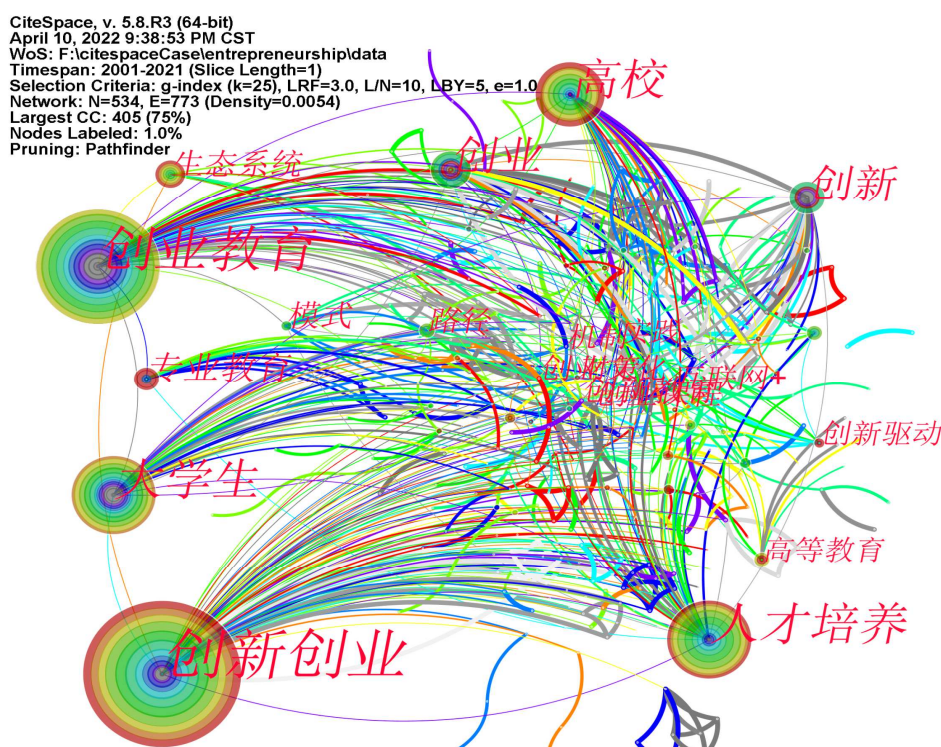 CiteSpace, v. 5.8.R3 (64-bit)
April 10, 2022 9:38:53 PM CST
WoS: F:\citespaceCase\entrepreneurship\data
Timespan: 2001-2021 (Slice Length=1)
Selection Criteria: g-index (k=25), LRF=3.0, L/N=10, LBY=5, e=1.0
Network: N=534, E=773 (Density=0.0054)
Largest CC: 405 (75%)
Nodes Labeled: 1.0%
Pruning: Pathfinder
高校
创业
生态系统
创新
创业教育
模式
路径
专业教育
创新驱动
大学生
高等教育
人才培养
创新创业